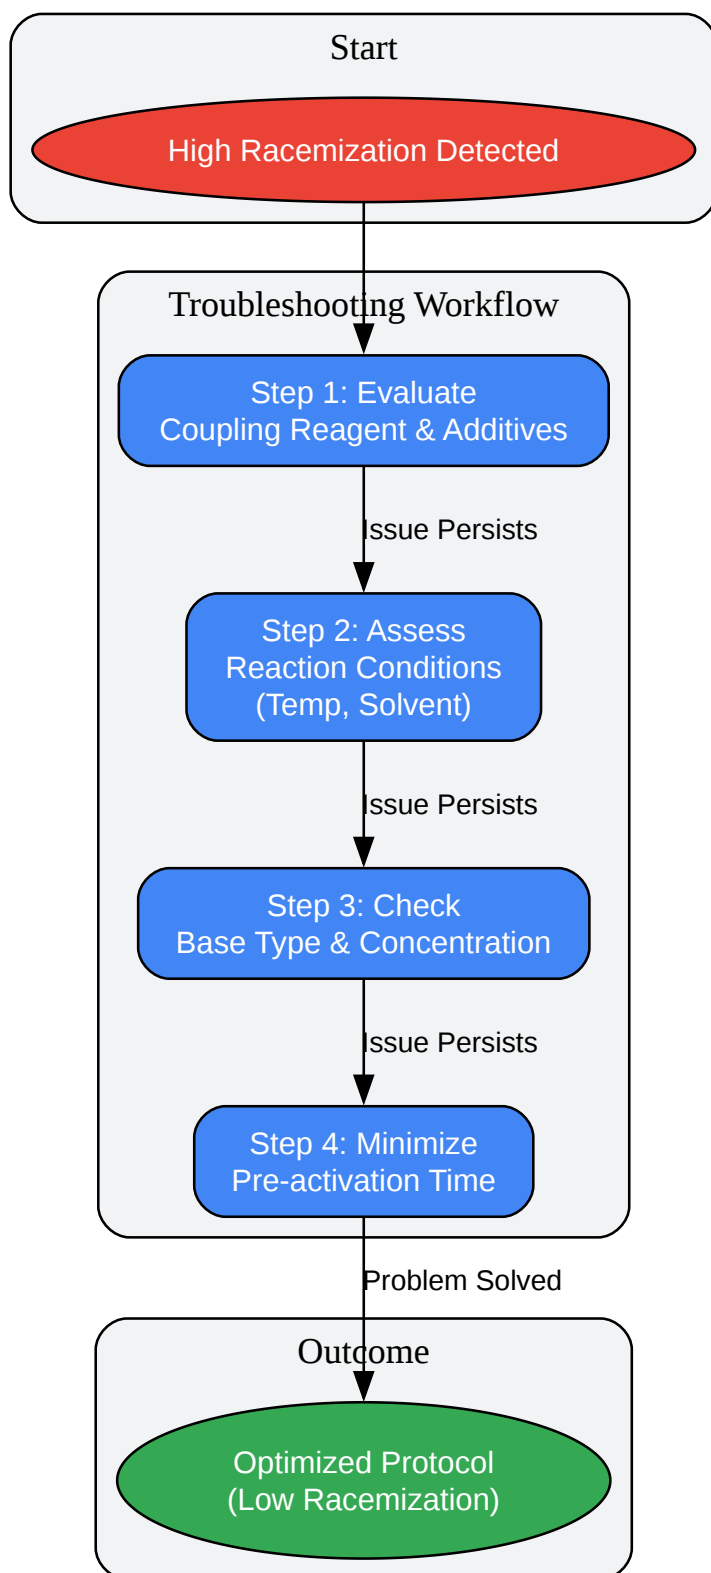 Start
High Racemization Detected
Troubleshooting Workflow
Step 1: Evaluate
Coupling Reagent & Additives
Issue Persists
Step 2: Assess
Reaction Conditions
(Temp, Solvent)
Issue Persists
Step 3: Check
Base Type & Concentration
Issue Persists
Step 4: Minimize
Pre-activation Time
Problem Solved
Outcome
Optimized Protocol
(Low Racemization)